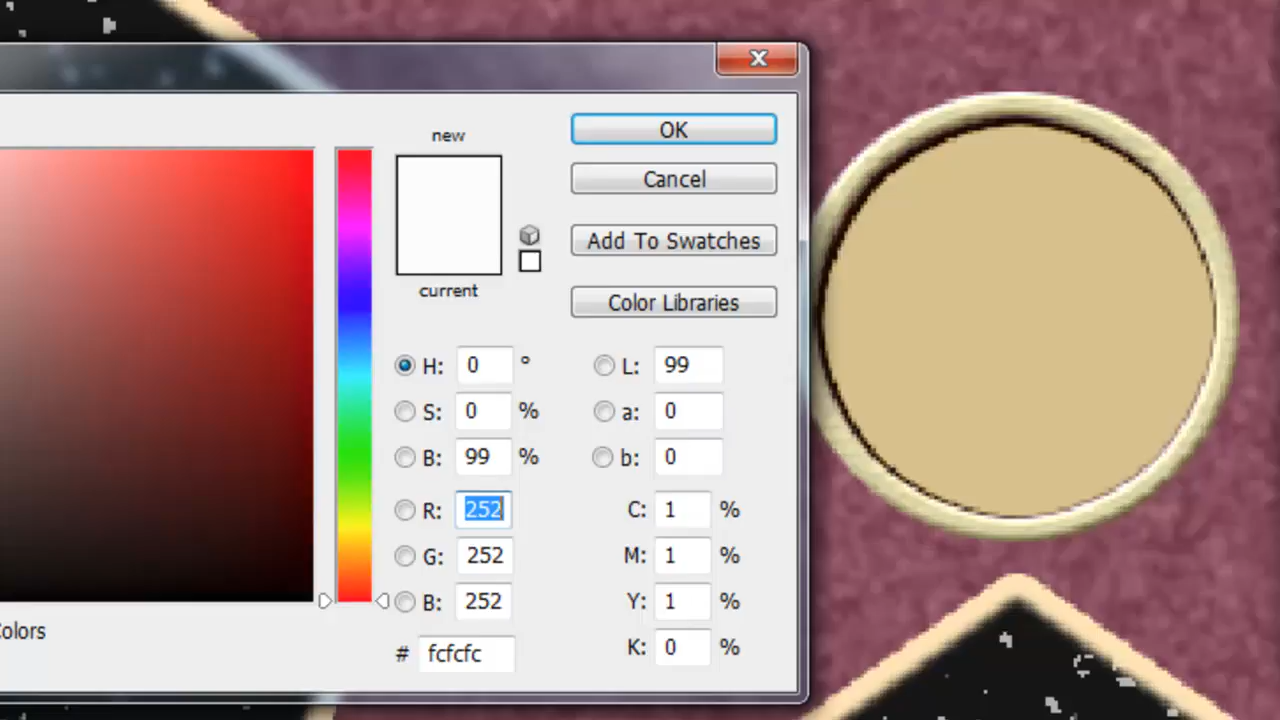 new
OK
Cancel
Add To Swatches
current
Color Libraries
H: 0 ° L: 99
S: 0 % a: 0
B: 99 % b: 0
R: 252 C: 1 %
G: 252 M: 1 %
B: 252 Y: 1 %
# fcfcfc K: 0 %
Colors